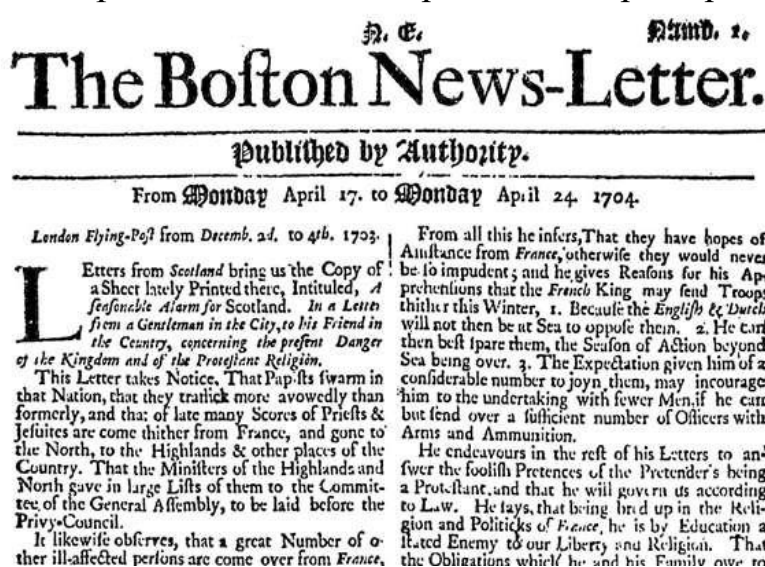 N. E.
Numb. 1.
The Boſton News-Letter.
Publiſhed by Authority.
From Monday April 17. to Monday April 24. 1704.
London Flying-Poſt from Decemb. 2d. to 4th. 1703.
LEtters from Scotland bring us the Copy of
a Sheet lately Printed there, Intituled, A
ſeaſonable Alarm for Scotland. In a Letter
from a Gentleman in the City, to his Friend in
the Country, concerning the preſent Danger
of the Kingdom and of the Proteſtant Religion.
This Letter takes Notice, That Papiſts ſwarm in
that Nation, that they traffick more avowedly than
formerly, and that of late many Scores of Prieſts &
Jeſuites are come thither from France, and gone to
the North, to the Highlands & other places of the
Country. That the Miniſters of the Highlands and
North gave in large Liſts of them to the Commit-
tee of the General Aſſembly, to be laid before the
Privy-Council.
It likewiſe obſerves, that a great Number of o-
ther ill-affected perſons are come over from France,
From all this he infers, That they have hopes of
Aſſiſtance from France, otherwiſe they would never
be ſo impudent; and he gives Reaſons for his Ap-
prehenſions that the French King may ſend Troops
thither this Winter, 1. Becauſe the Engliſh & Dutch
will not then be at Sea to oppoſe them. 2. He can
then beſt ſpare them, the Seaſon of Action beyond
Sea being over. 3. The Expectation given him of a
conſiderable number to joyn them, may incourage
him to the undertaking with fewer Men, if he can
but ſend over a ſufficient number of Officers with
Arms and Ammunition.
He endeavours in the reſt of his Letters to an-
ſwer the fooliſh Pretences of the Pretender's being
a Proteſtant, and that he will govern us according
to Law. He ſays, that being bred up in the Reli-
gion and Politicks of France, he is by Education a
ſtated Enemy to our Liberty and Religion. That
the Obligations which he and his Family owe to